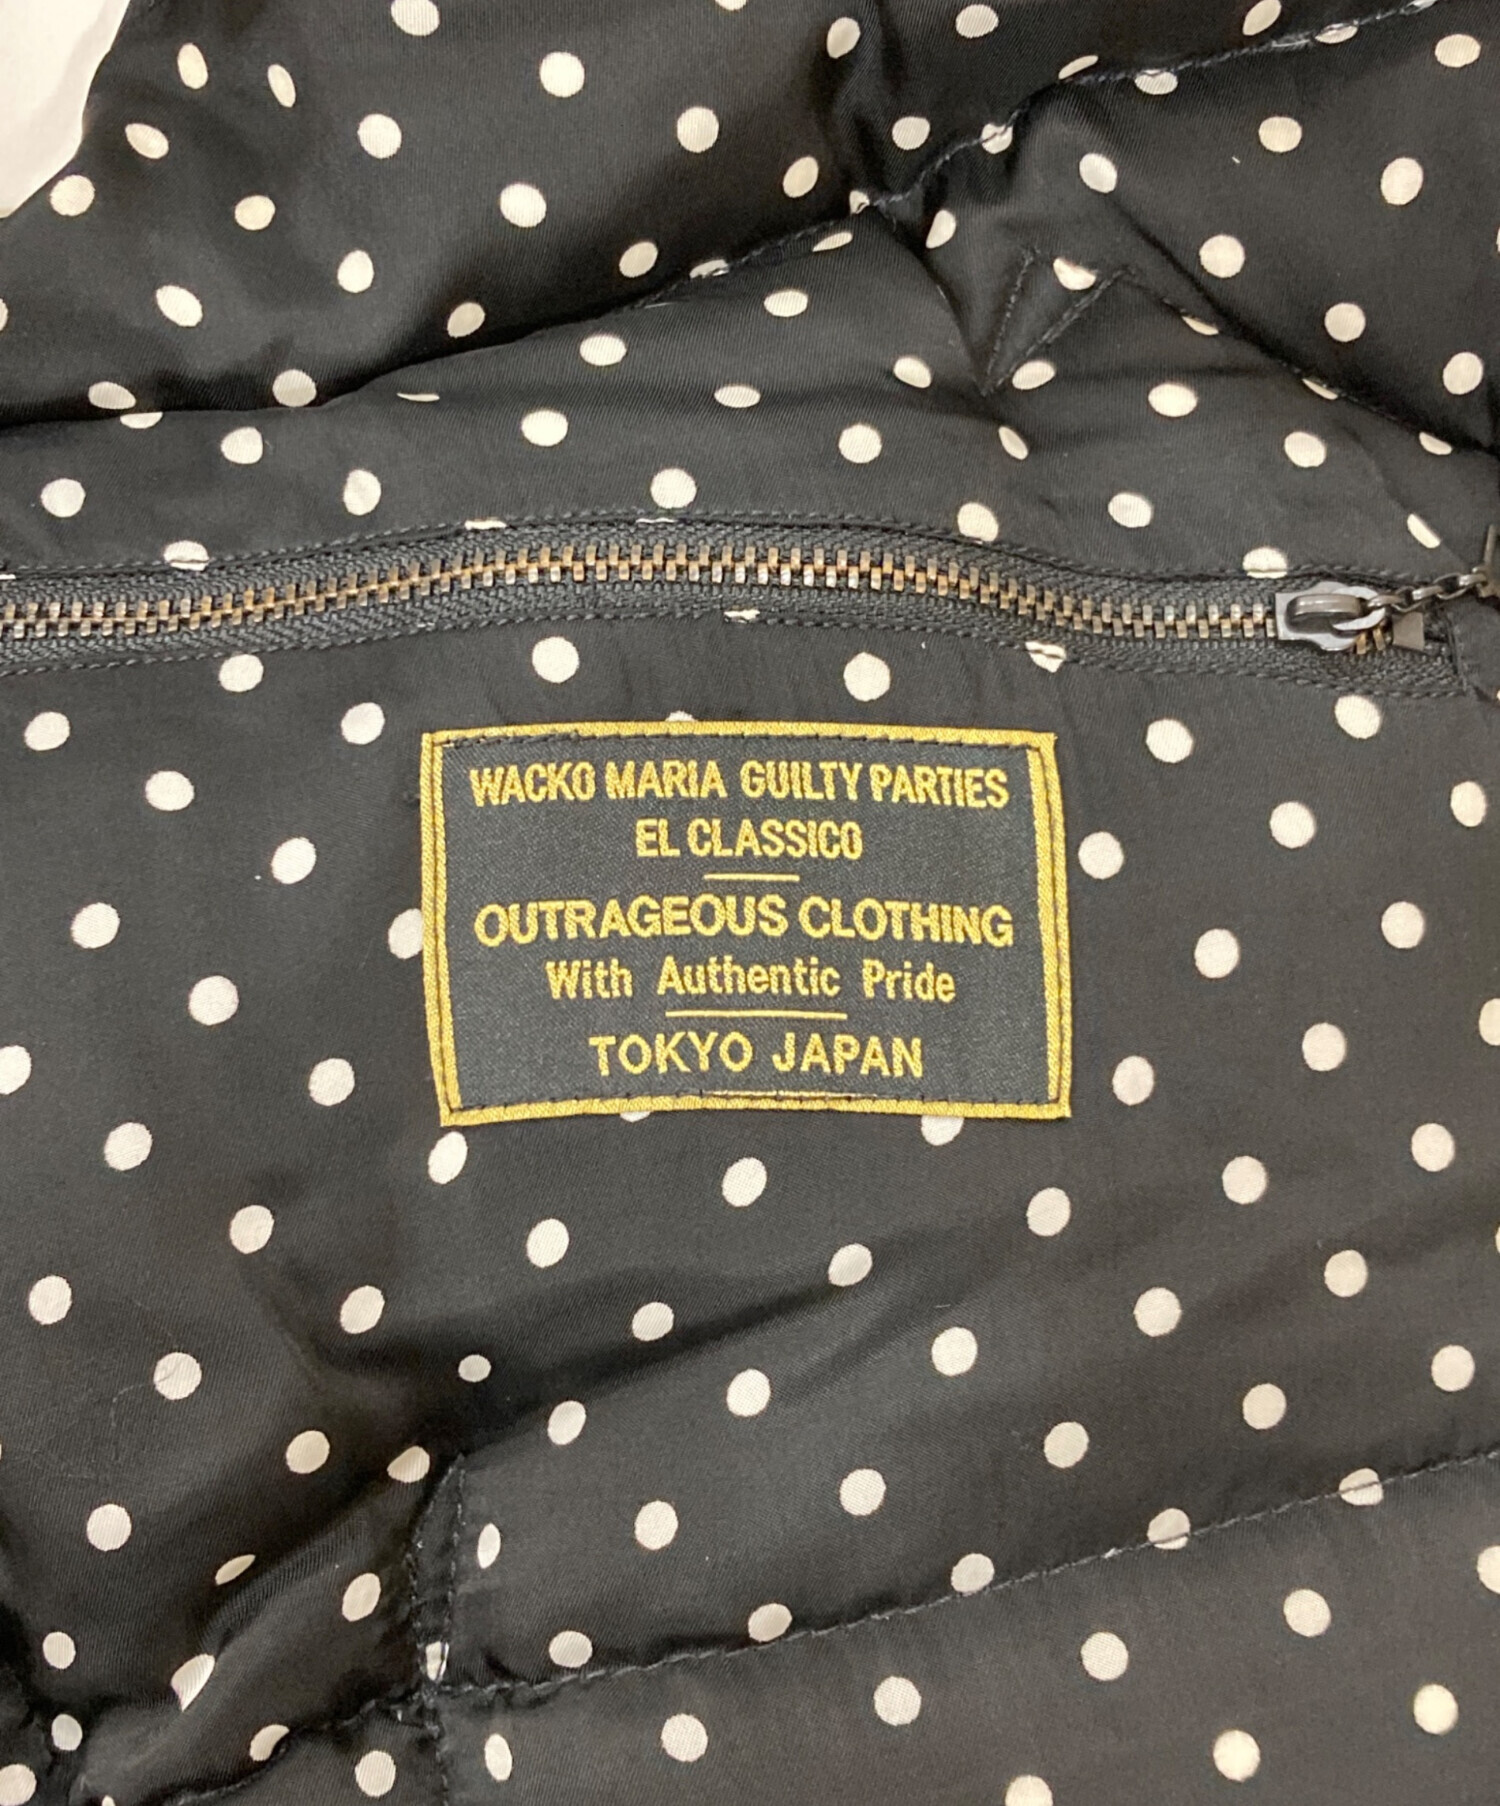 WACKO MARIA GUILTY PARTIES
EL CLASSICO
OUTRAGEOUS CLOTHING
With Authentic Pride
TOKYO JAPAN